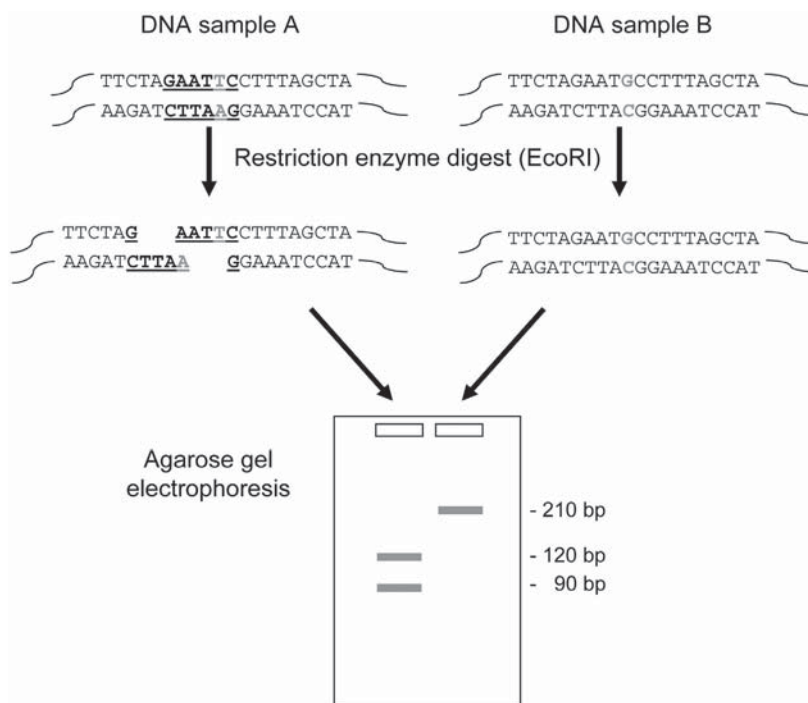 DNA sample A
DNA sample B
TTCTAGAATTCCTTTAGCTA
AAGATCTTAAGGAAATCCAT
TTCTAGAATGCCTTTAGCTA
AAGATCTTACGGAAATCCAT
Restriction enzyme digest (EcoRI)
TTCTAG AATTCCTTTAGCTA
AAGATCTTAA GGAAATCCAT
TTCTAGAATGCCTTTAGCTA
AAGATCTTACGGAAATCCAT
Agarose gel
electrophoresis
- 210 bp
- 120 bp
- 90 bp